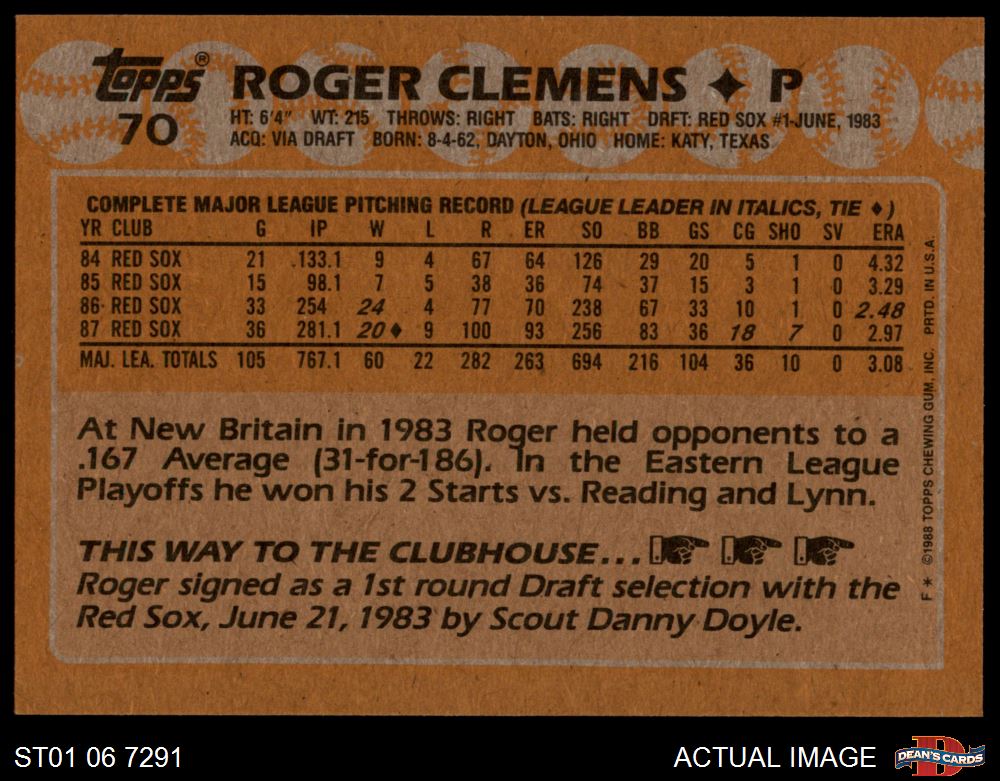 Topps®
70
ROGER CLEMENS ✦ P
HT: 6'4" WT: 215 THROWS: RIGHT BATS: RIGHT DRFT: RED SOX #1-JUNE, 1983
ACQ: VIA DRAFT BORN: 8-4-62, DAYTON, OHIO HOME: KATY, TEXAS
COMPLETE MAJOR LEAGUE PITCHING RECORD (LEAGUE LEADER IN ITALICS, TIE ♦)
YR CLUB G IP W L R ER SO BB GS CG SHO SV ERA
84 RED SOX 21 133.1 9 4 67 64 126 29 20 5 1 0 4.32
85 RED SOX 15 98.1 7 5 38 36 74 37 15 3 1 0 3.29
86 RED SOX 33 254 24 4 77 70 238 67 33 10 1 0 2.48
87 RED SOX 36 281.1 20♦ 9 100 93 256 83 36 18 7 0 2.97
MAJ. LEA. TOTALS 105 767.1 60 22 282 263 694 216 104 36 10 0 3.08
At New Britain in 1983 Roger held opponents to a
.167 Average (31-for-186). In the Eastern League
Playoffs he won his 2 Starts vs. Reading and Lynn.
THIS WAY TO THE CLUBHOUSE...
Roger signed as a 1st round Draft selection with the
Red Sox, June 21, 1983 by Scout Danny Doyle.
F * ©1988 TOPPS CHEWING GUM, INC. PRTD. IN U.S.A.
ST01 06 7291
ACTUAL IMAGE
D
DEAN'S CARDS